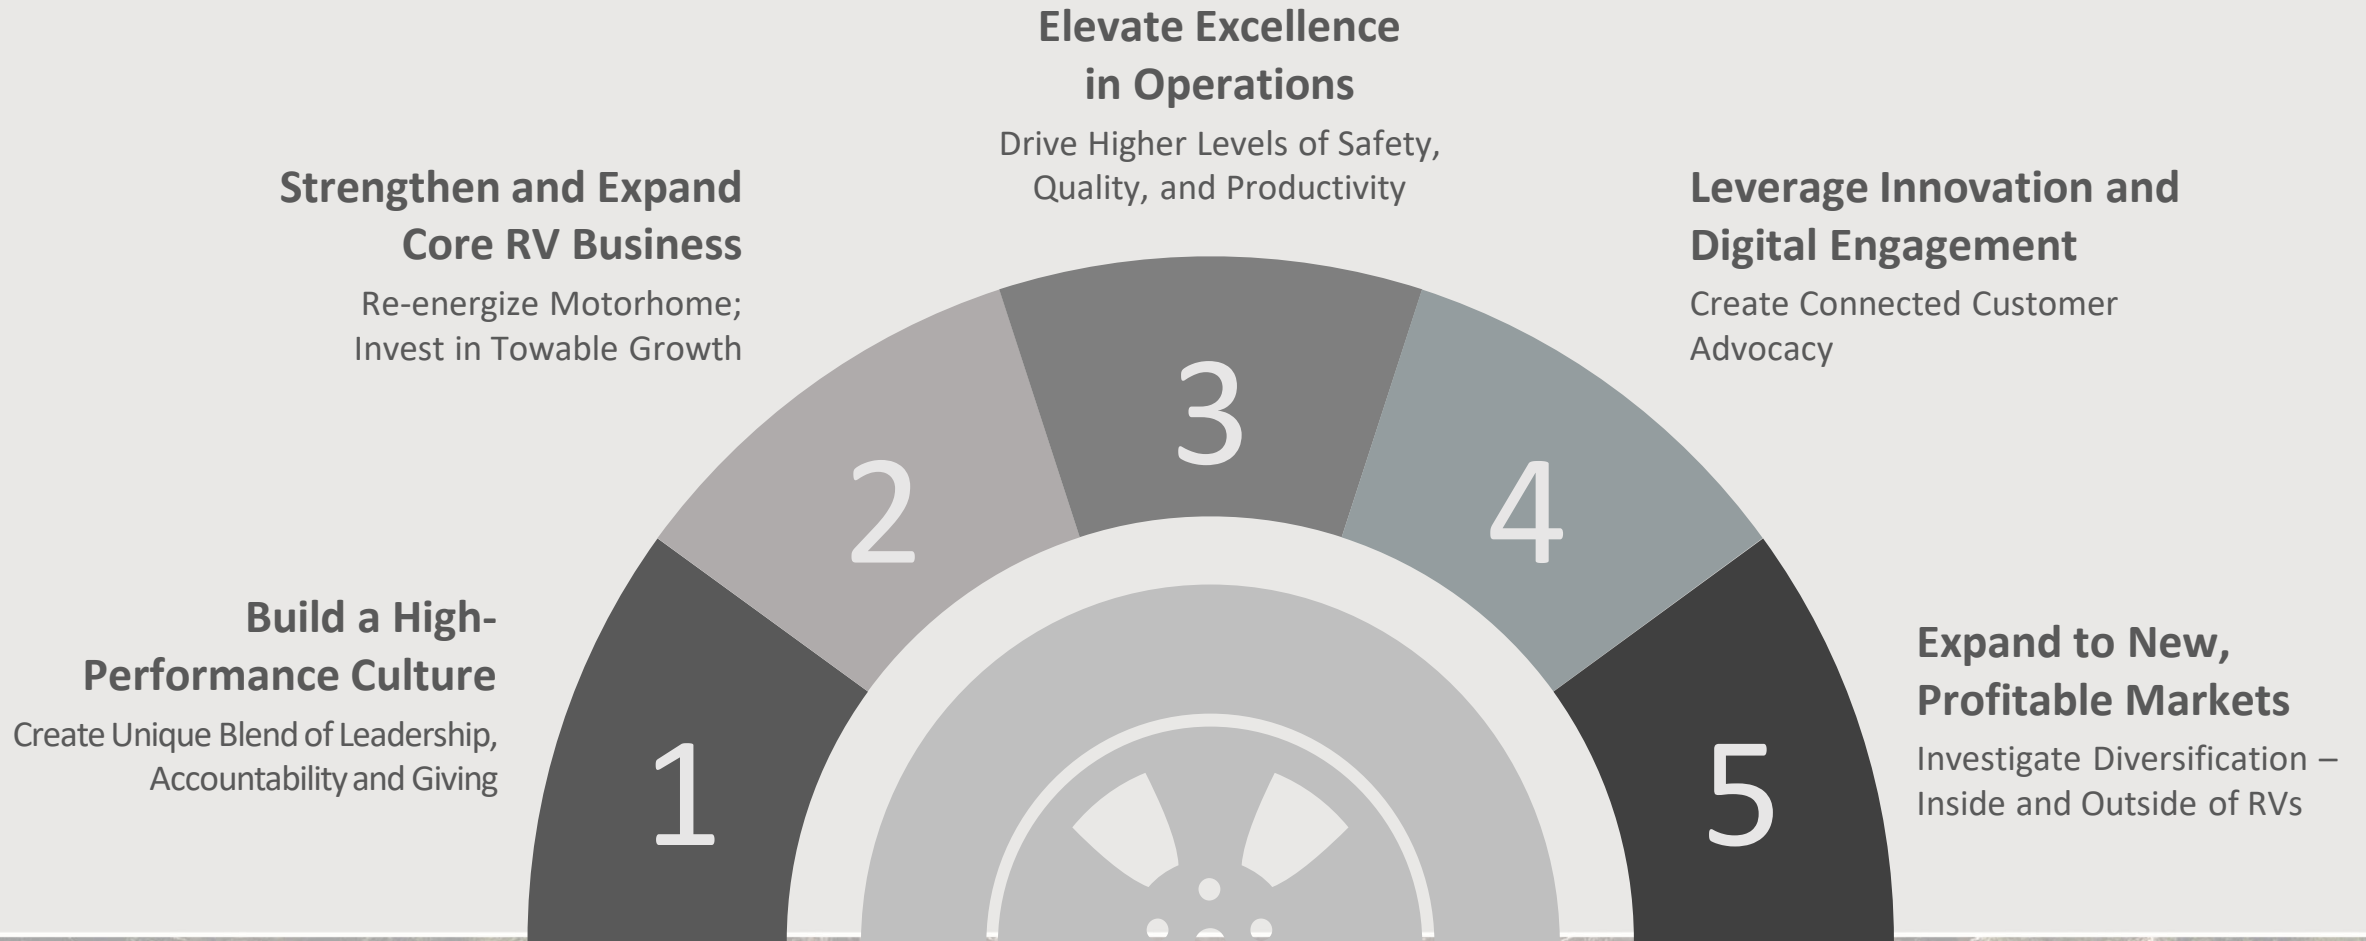 Elevate Excellence
in Operations
Drive Higher Levels of Safety,
Quality, and Productivity
Strengthen and Expand
Core RV Business
Re-energize Motorhome;
Invest in Towable Growth
Leverage Innovation and
Digital Engagement
Create Connected Customer
Advocacy
3
2
4
Build a High-
Performance Culture
Create Unique Blend of Leadership,
Accountability and Giving
1
5
Expand to New,
Profitable Markets
Investigate Diversification –
Inside and Outside of RVs